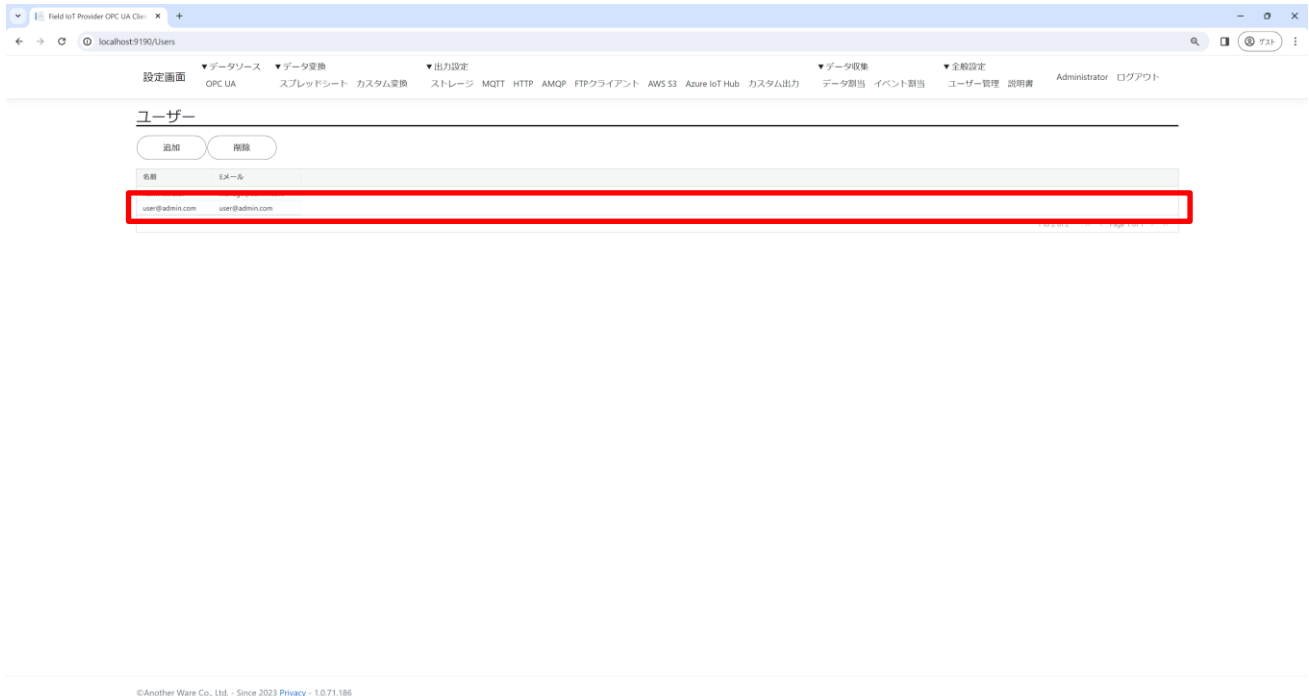 Field IoT Provider OPC UA Clien
localhost:9190/Users
ゲスト
設定画面
▼データソース ▼データ変換 ▼出力設定 ▼データ収集 ▼全般設定
OPC UA スプレッドシート カスタム変換 ストレージ MQTT HTTP AMQP FTPクライアント AWS S3 Azure IoT Hub カスタム出力 データ割当 イベント割当 ユーザー管理 説明書
Administrator ログアウト
ユーザー
追加 削除
名前 Eメール
user@admin.com user@admin.com
©Another Ware Co., Ltd. - Since 2023 Privacy - 1.0.71.186